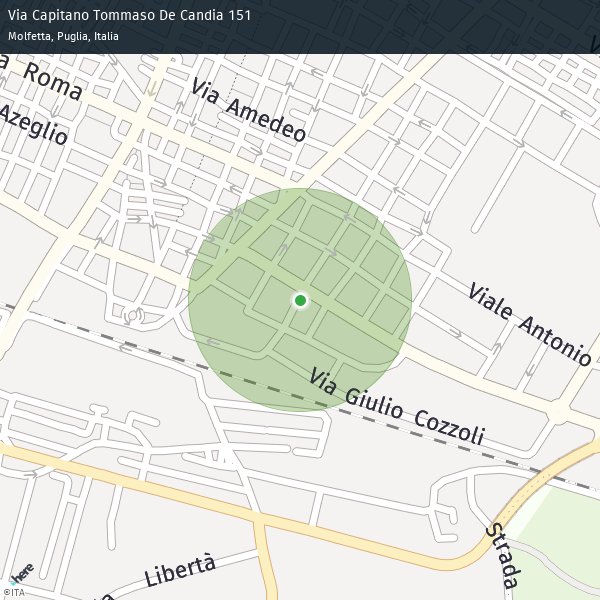 Via Capitano Tommaso De Candia 151
Molfetta, Puglia, Italia
a Roma
Via Amedeo
Azeglio
Viale Antonio
Via Giulio Cozzoli
Strada
Libertà
here
©ITA